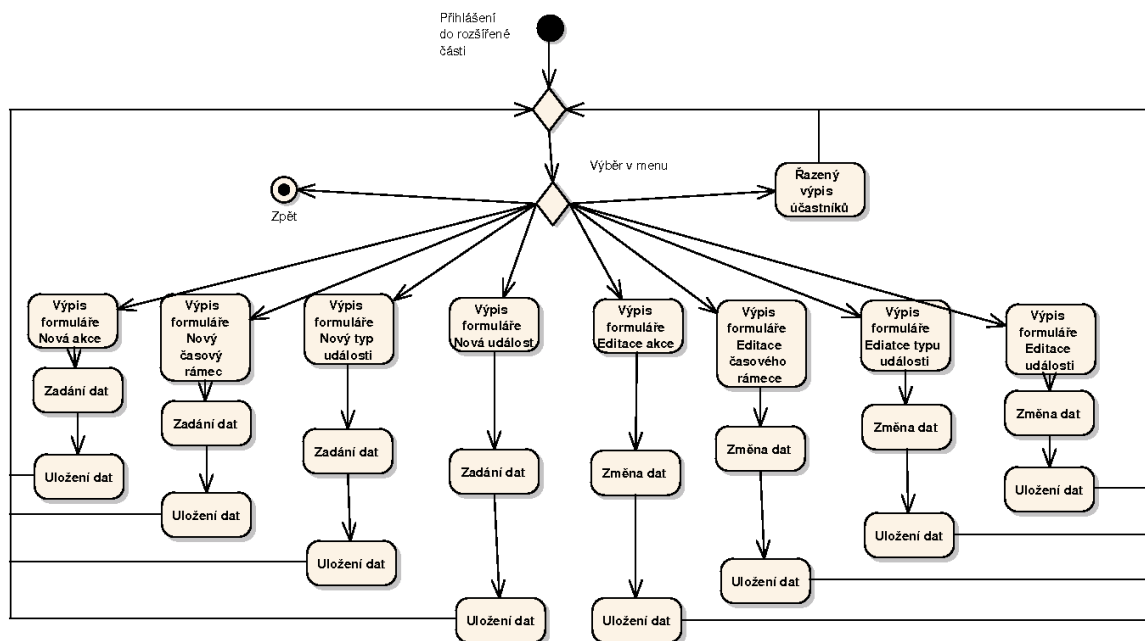 Přihlášení
do rozšířené
části
Výběr v menu
Zpět
Řazený
výpis
účastníků
Výpis
formuláře
Nová akce
Výpis
formuláře
Nový
časový
rámec
Výpis
formuláře
Nový typ
události
Výpis
formuláře
Nová událost
Výpis
formuláře
Editace akce
Výpis
formuláře
Editace
časového
rámece
Výpis
formuláře
Ediatce typu
události
Výpis
formuláře
Editace
události
Zadání dat
Zadání dat
Zadání dat
Zadání dat
Změna dat
Změna dat
Změna dat
Změna dat
Uložení dat
Uložení dat
Uložení dat
Uložení dat
Uložení dat
Uložení dat
Uložení dat
Uložení dat